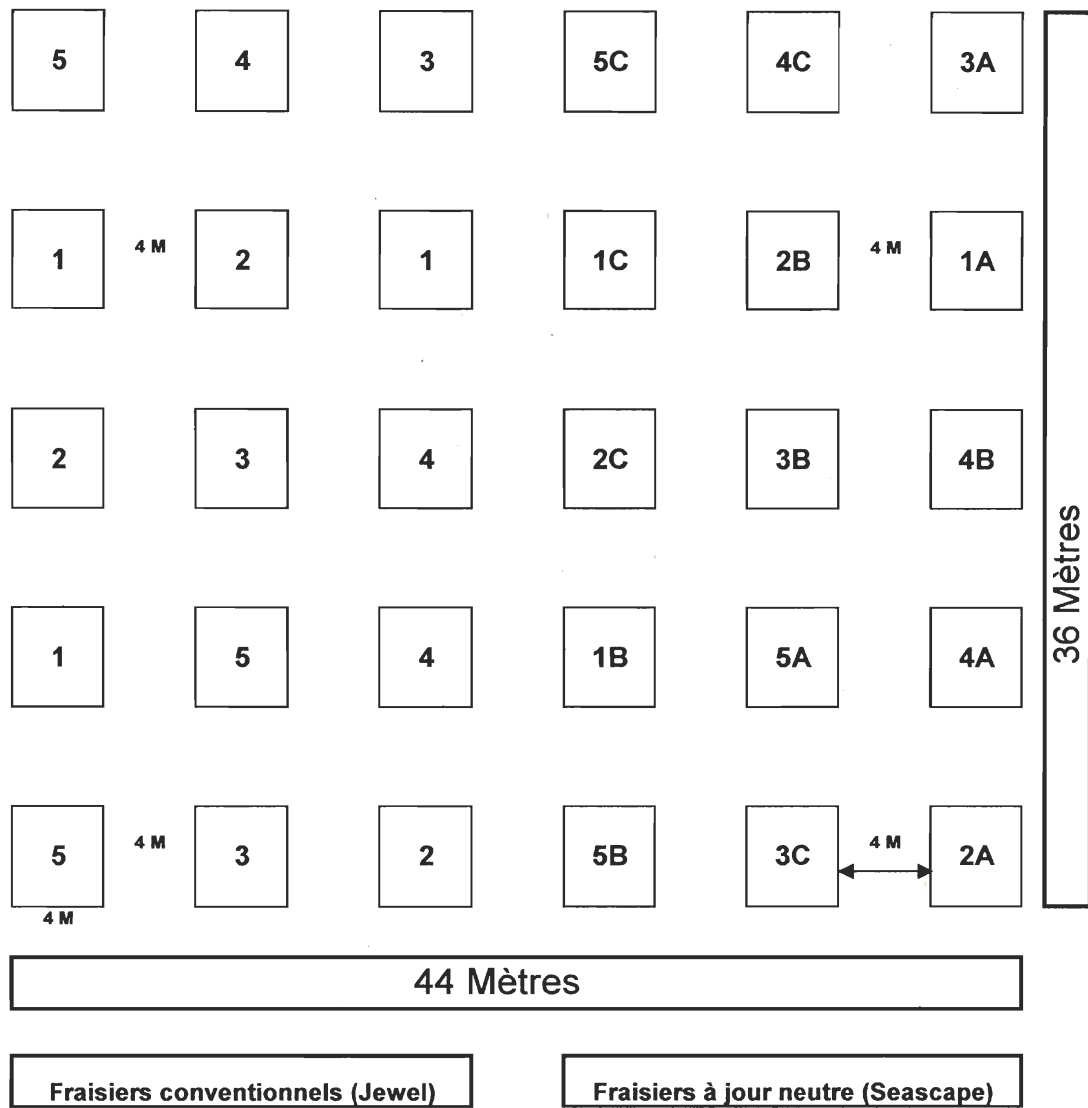 5 4 3 5C 4C 3A
1 4 M 2 1 1C 2B 4 M 1A
2 3 4 2C 3B 4B
36 Mètres
1 5 4 1B 5A 4A
5 4 M 3 2 5B 3C 4 M 2A
4 M
44 Mètres
Fraisiers conventionnels (Jewel) Fraisiers à jour neutre (Seascape)